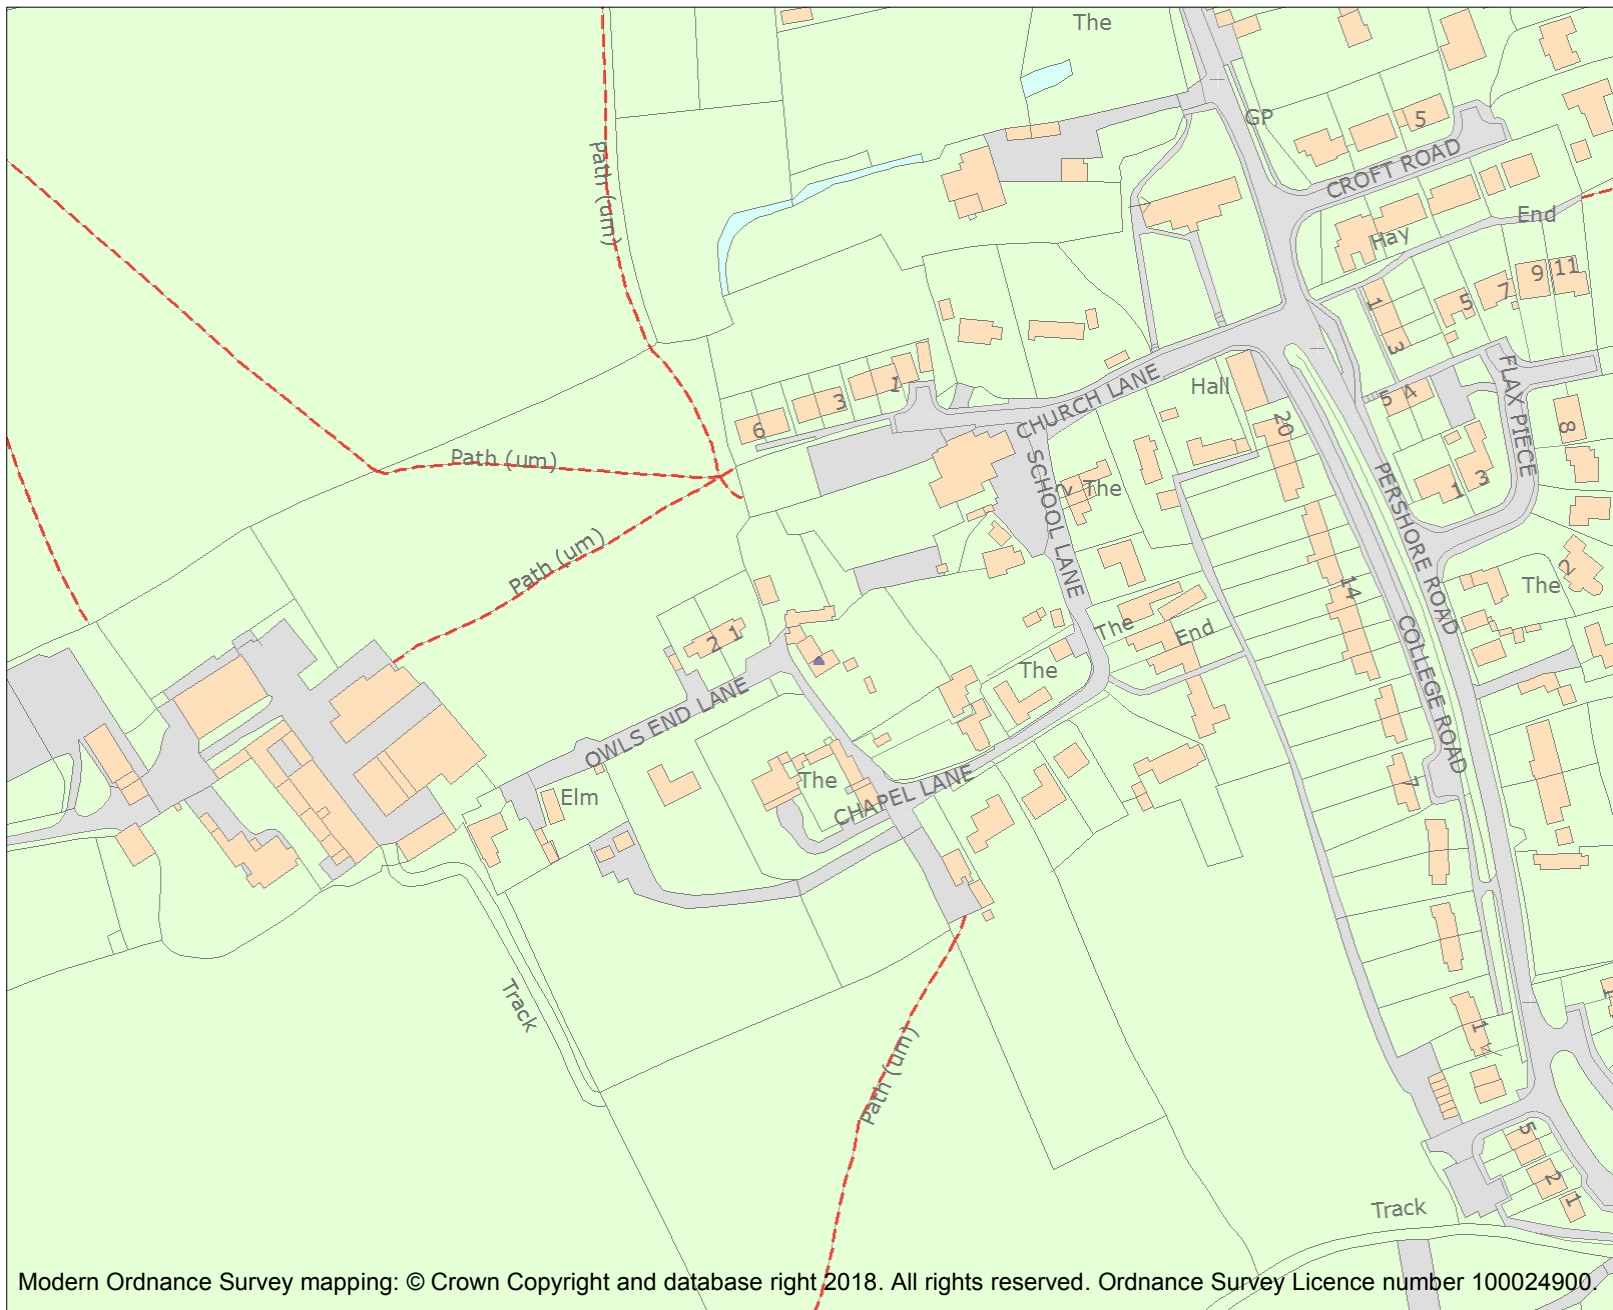 The
GP
5
CROFT ROAD
Path (um)
End
Hay
9
11
7
5
1
3
1
3
6
CHURCH LANE
Hall
20
5
4
FLAX PIECE
8
Path (um)
SCHOOL LANE
The
PERSHORE ROAD
1
3
Path (um)
14
The
2
2
1
The
End
The
COLLEGE ROAD
OWLS END LANE
Elm
The
CHAPEL LANE
7
Track
Path (um)
1
5
2
1
Track
Modern Ordnance Survey mapping: © Crown Copyright and database right 2018. All rights reserved. Ordnance Survey Licence number 100024900.